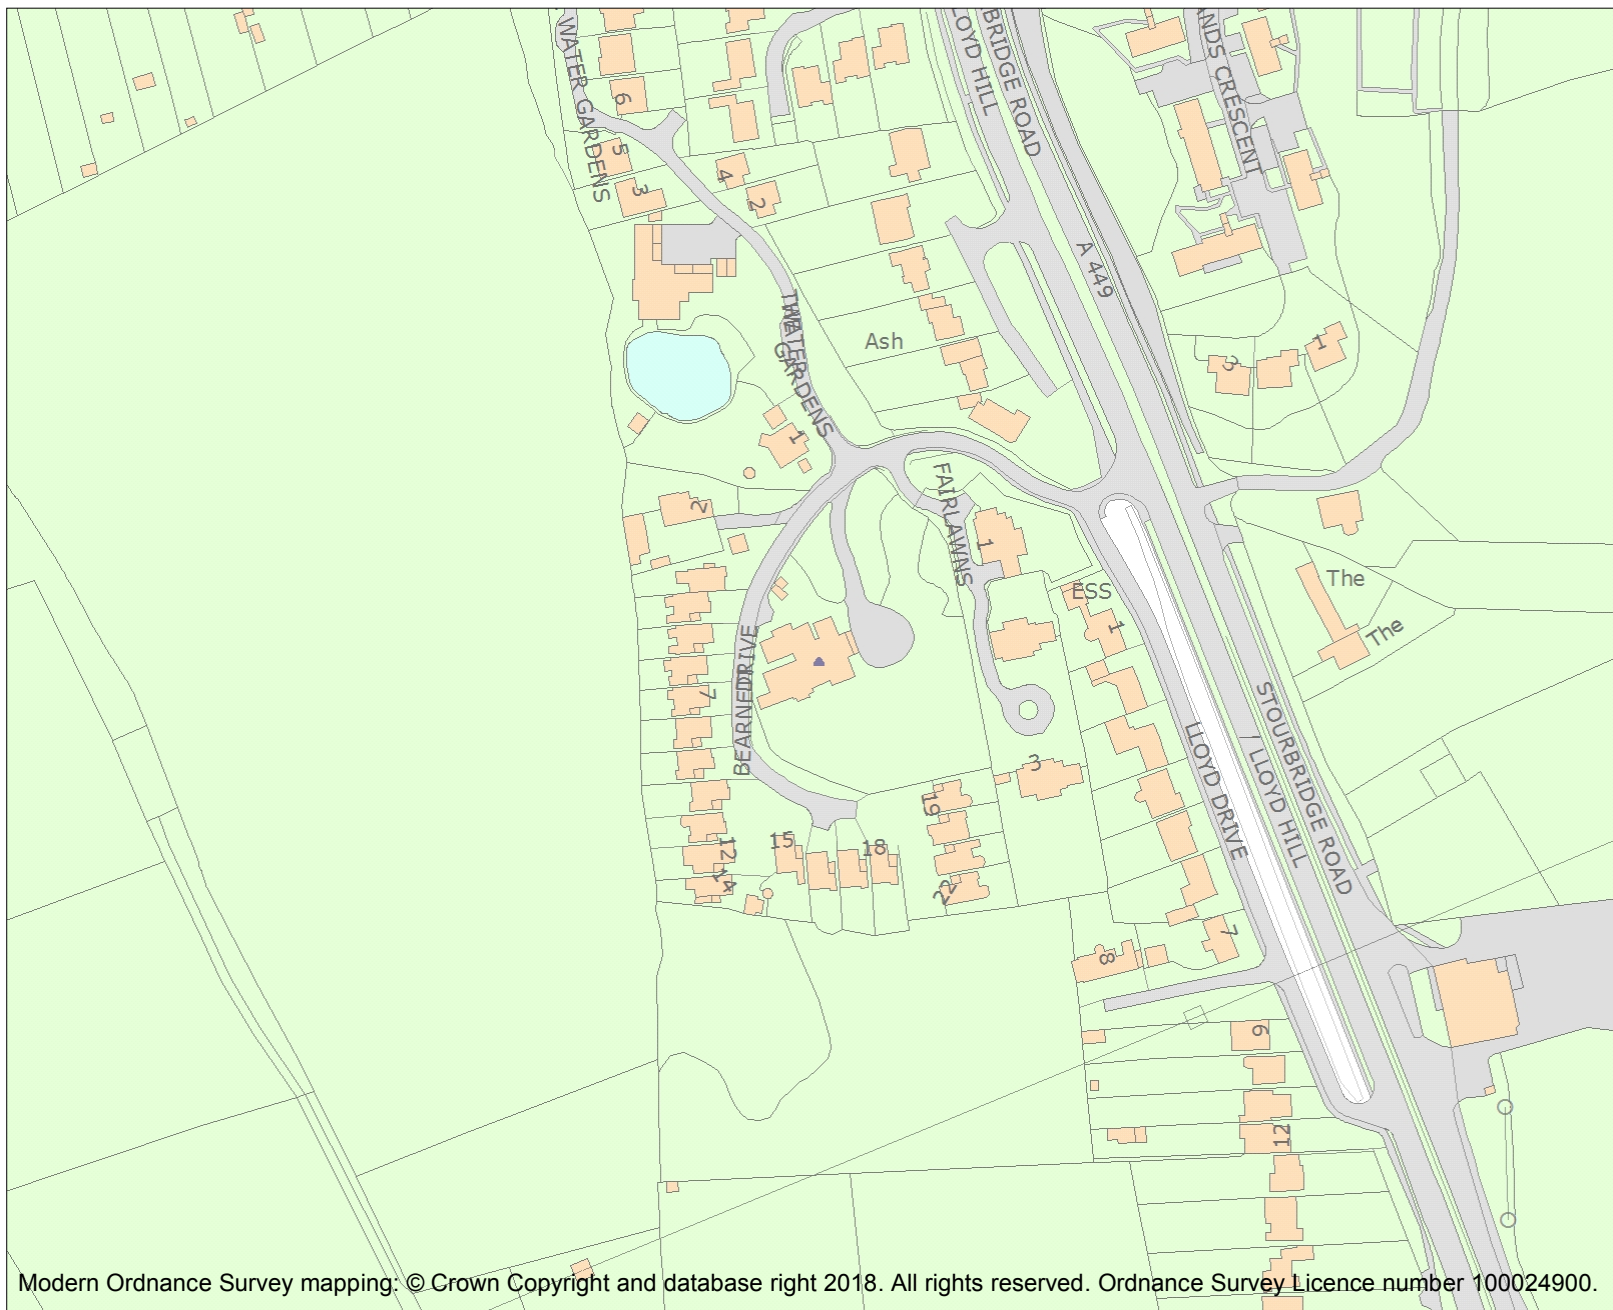 WATER GARDENS
LOYD HILL
BRIDGE ROAD
ANDS CRESCENT
6
5
3
4
2
A 449
THE
WATER
GARDENS
Ash
3
1
1
2
FAIRLAWNS
1
ESS
1
The
The
BEARNEDRIVE
7
STOURBRIDGE ROAD
LLOYD HILL
LLOYD DRIVE
3
19
15
18
12
14
22
7
8
9
12
Modern Ordnance Survey mapping: © Crown Copyright and database right 2018. All rights reserved. Ordnance Survey Licence number 100024900.